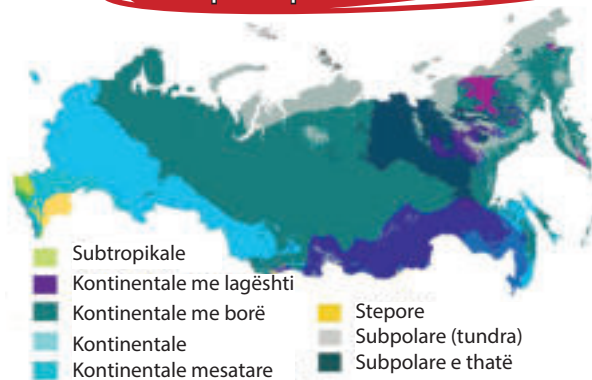 Subtropikale
Kontinentale me lagështi
Kontinentale me borë
Kontinentale
Kontinentale mesatare
Stepore
Subpolare (tundra)
Subpolare e thatë